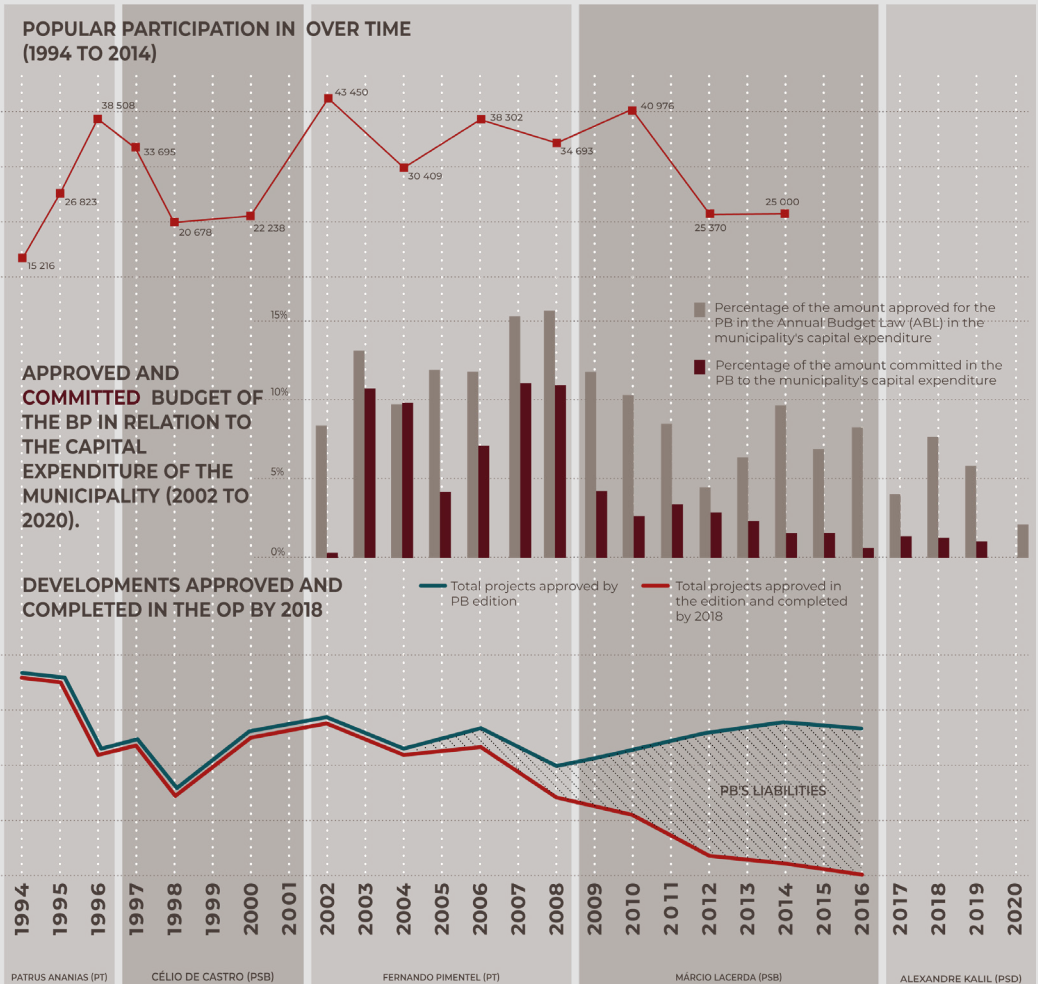 POPULAR PARTICIPATION IN OVER TIME
(1994 TO 2014)
43 450
38 508
40 976
38 302
33 695
34 693
30 409
26 823
25 000
20 678
22 238
25 370
15 216
15%
10%
5%
0%
Percentage of the amount approved for the
PB in the Annual Budget Law (ABL) in the
municipality's capital expenditure
Percentage of the amount committed in the
PB to the municipality's capital expenditure
APPROVED AND
COMMITTED BUDGET OF
THE BP IN RELATION TO
THE CAPITAL
EXPENDITURE OF THE
MUNICIPALITY (2002 TO
2020).
DEVELOPMENTS APPROVED AND
COMPLETED IN THE OP BY 2018
Total projects approved by
PB edition
Total projects approved in
the edition and completed
by 2018
PB'S LIABILITIES
1994
1995
1996
1997
1998
1999
2000
2001
2002
2003
2004
2005
2006
2007
2008
2009
2010
2011
2012
2013
2014
2015
2016
2017
2018
2019
2020
PATRUS ANANIAS (PT)
CÉLIO DE CASTRO (PSB)
FERNANDO PIMENTEL (PT)
MÁRCIO LACERDA (PSB)
ALEXANDRE KALIL (PSD)